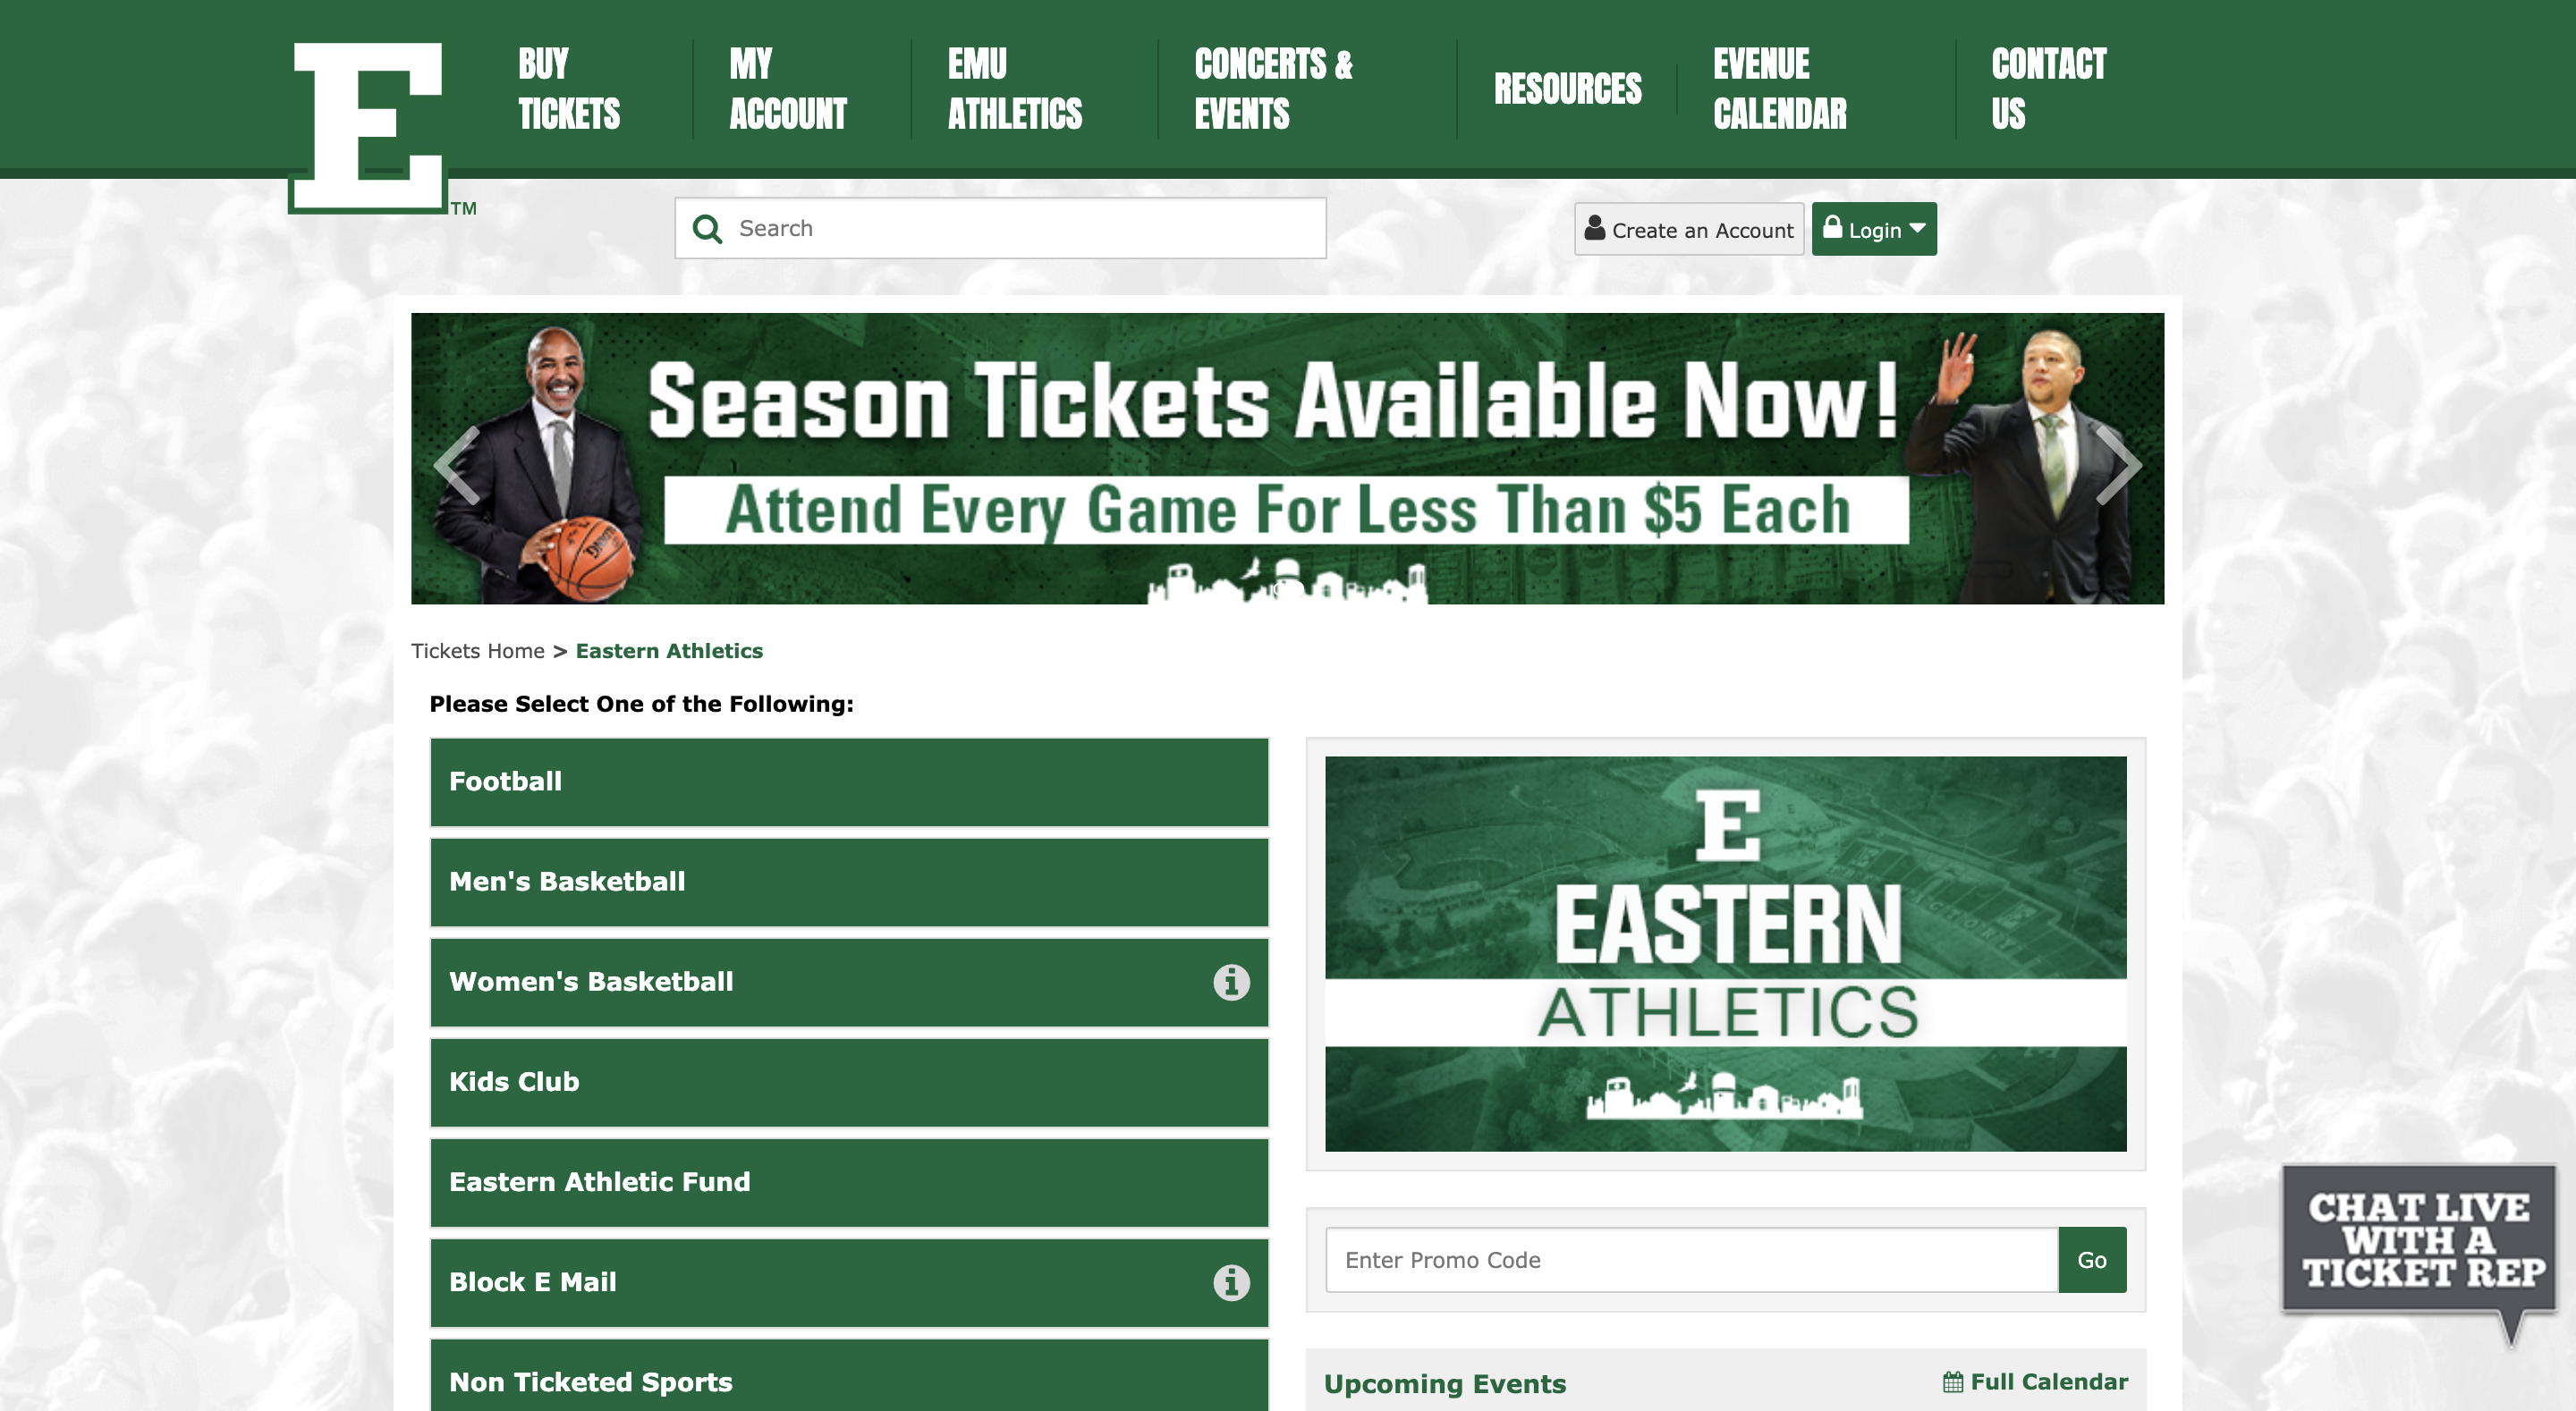 E
TM
BUY
TICKETS
MY
ACCOUNT
EMU
ATHLETICS
CONCERTS &
EVENTS
RESOURCES
EVENUE
CALENDAR
CONTACT
US
Search
Create an Account
Login
Season Tickets Available Now!
Attend Every Game For Less Than $5 Each
Tickets Home > Eastern Athletics
Please Select One of the Following:
Football
Men's Basketball
Women's Basketball
Kids Club
Eastern Athletic Fund
Block E Mail
Non Ticketed Sports
E
EASTERN
ATHLETICS
Enter Promo Code
Go
Upcoming Events
Full Calendar
CHAT LIVE
WITH A
TICKET REP